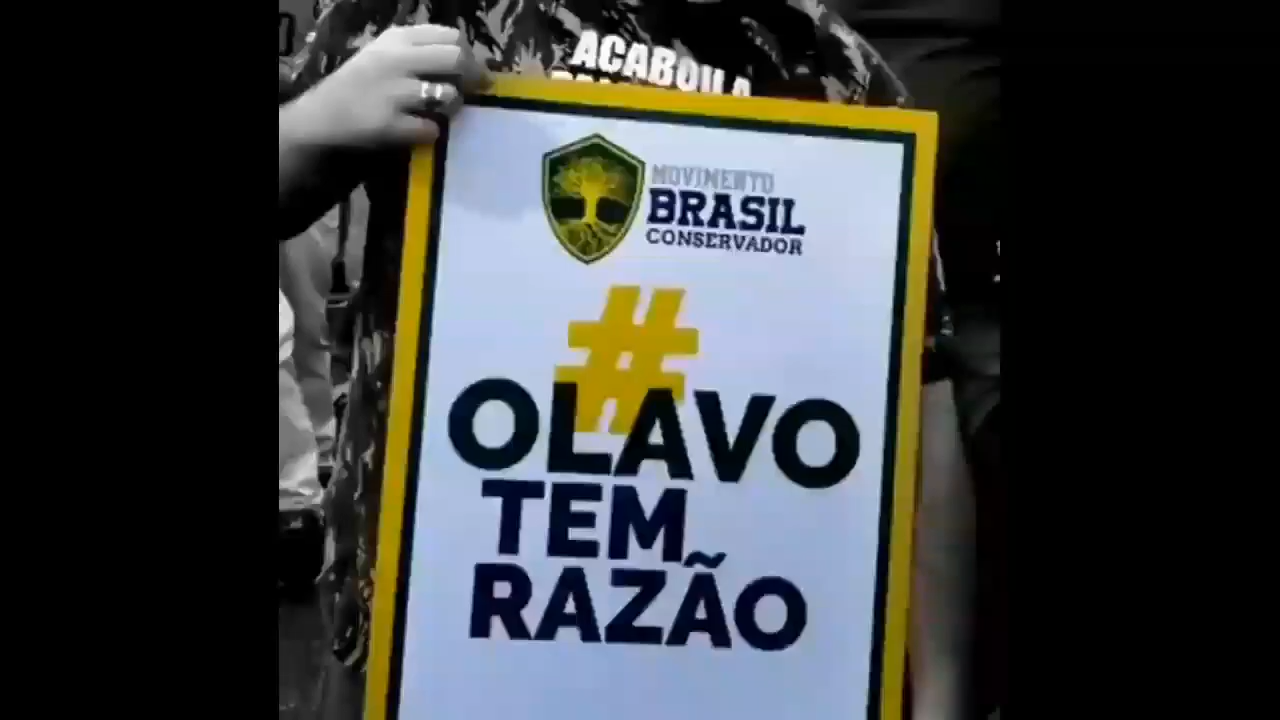 ACABOU A
MOVIMENTO
BRASIL
CONSERVADOR
#
OLAVO
TEM
RAZÃO